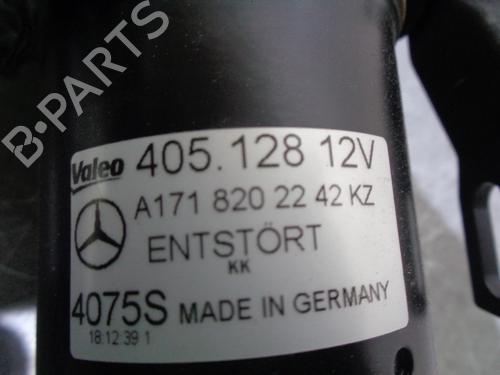 B-PARTS
Valeo 405.128 12V
A171 820 22 42 KZ
ENTSTÖRT
KK
4075S MADE IN GERMANY
18:12:39 1